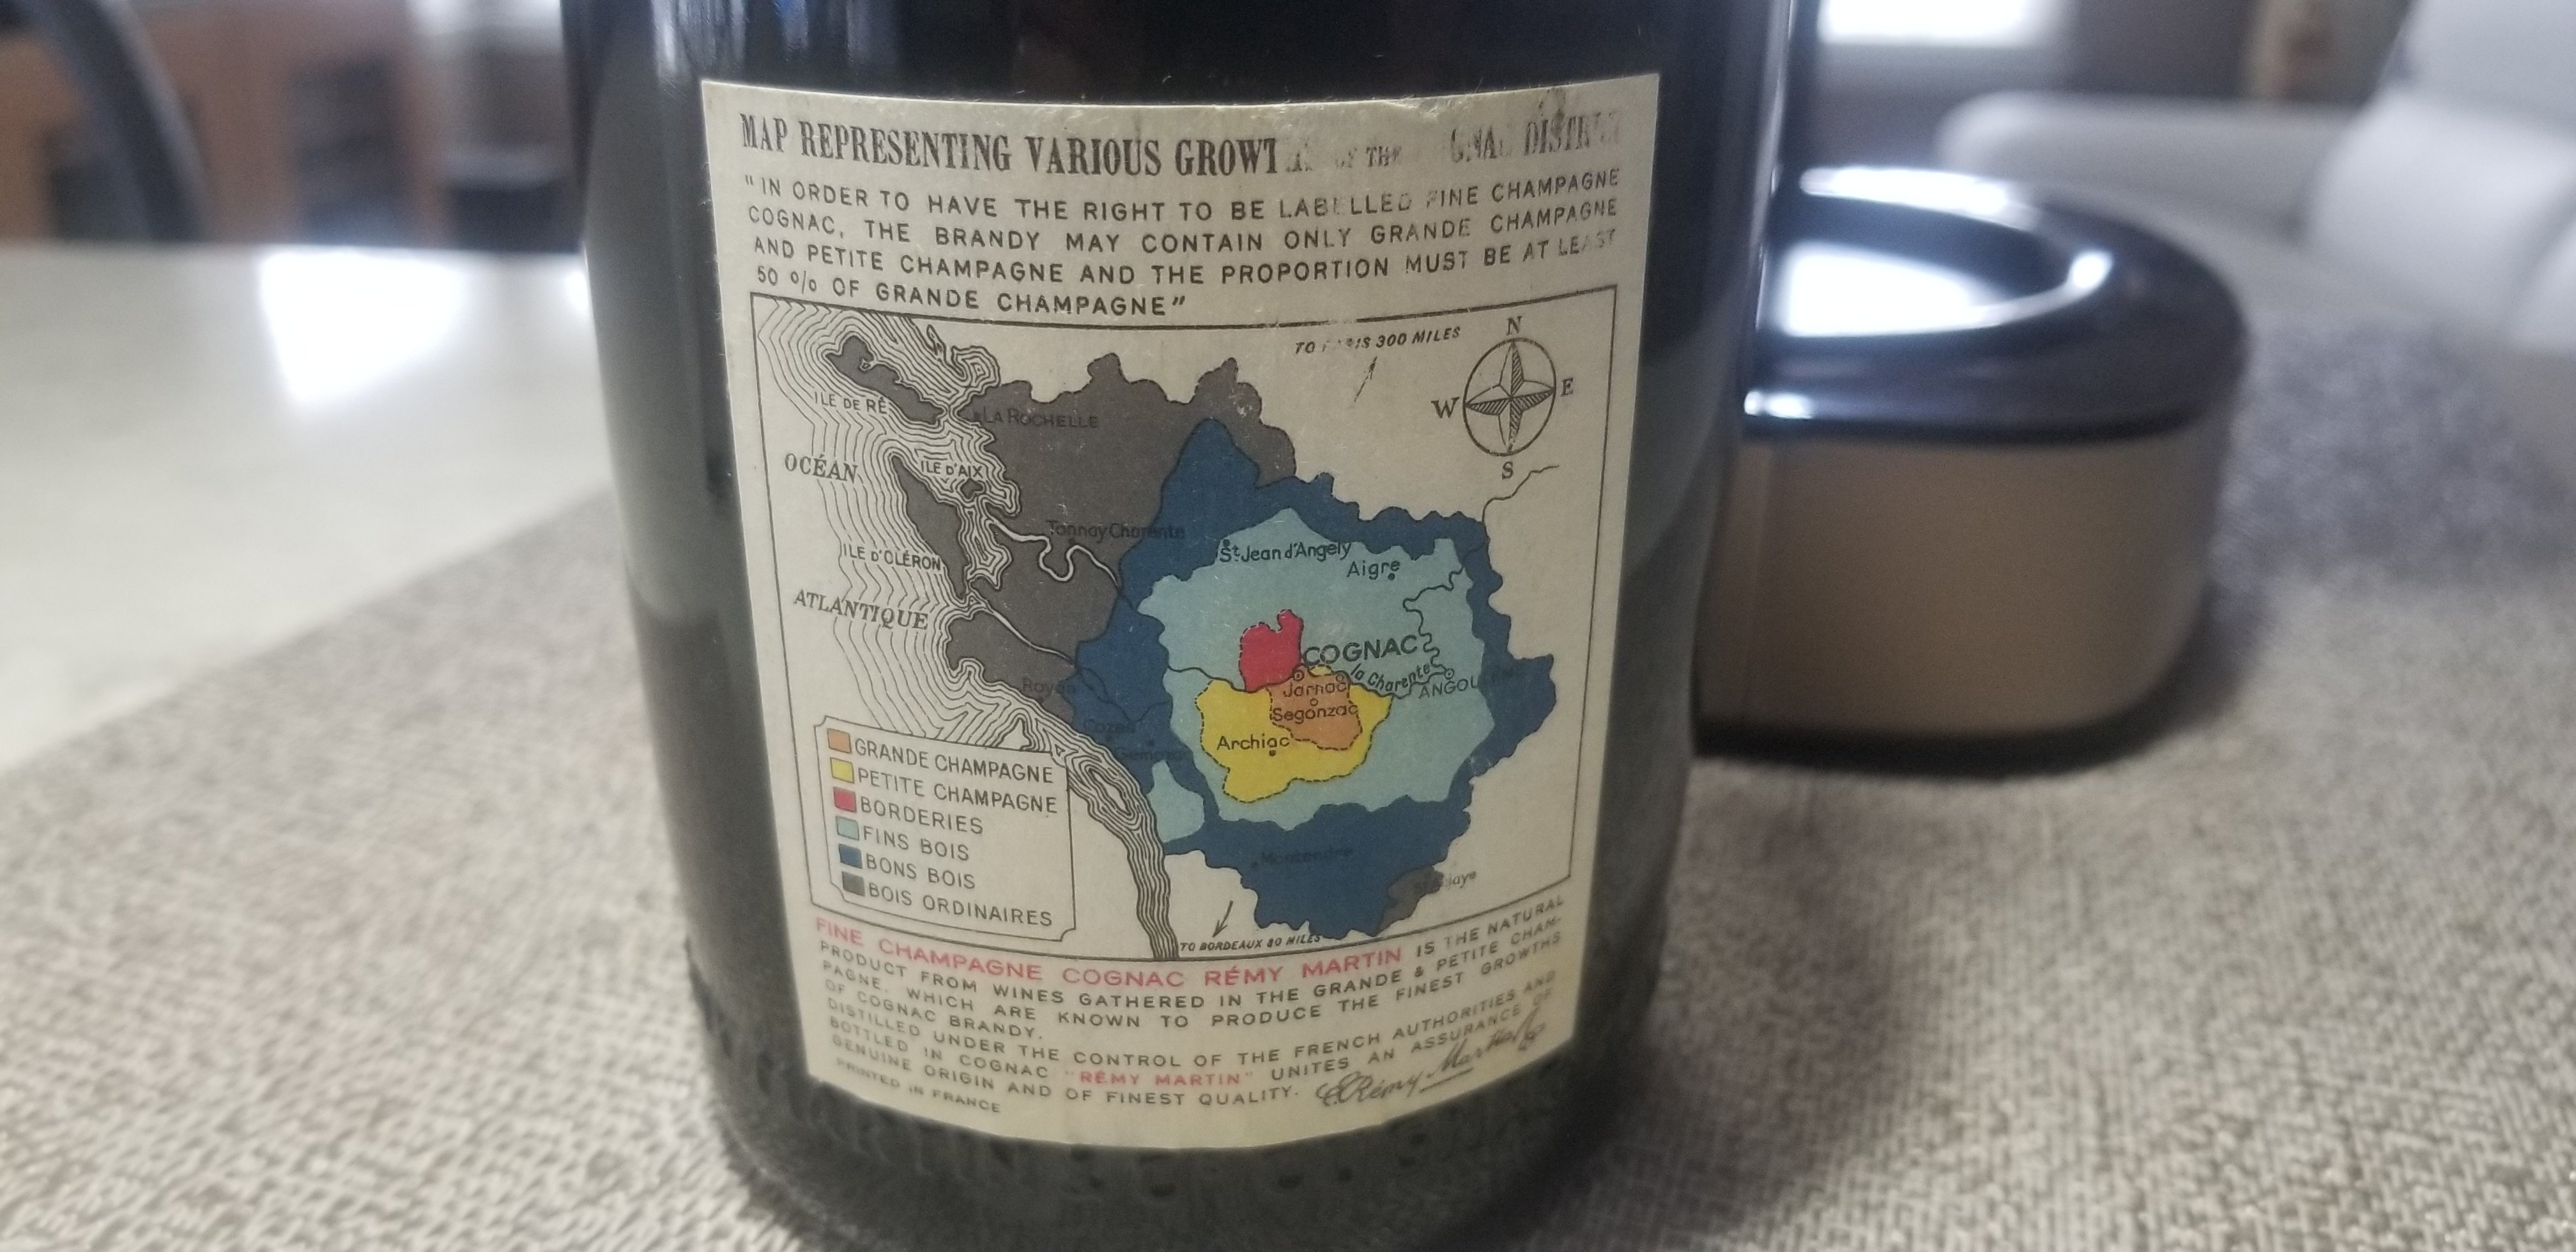 MAP REPRESENTING VARIOUS THE
"IN ORDER TO HAVE THE RIGHT TO BE LABELLED FINE CHAMPAGNE
COGNAC, THE BRANDY MAY CONTAIN ONLY GRANDE CHAMPAGNE
AND PETITE CHAMPAGNE AND THE PROPORTION MUST BE AT LEAST
50 % OF GRANDE CHAMPAGNE"
TO PARIS 300 MILES
N
W E
S
ILE DE RÉ
LA ROCHELLE
OCÉAN
ILE D'AIX
Tonnay Charente
St Jean d'Angely
Aigre
ILE D'OLÉRON
ATLANTIQUE
COGNAC
la Charente
Jarnac
Segonzac
Archiac
Montendre
GRANDE CHAMPAGNE
PETITE CHAMPAGNE
BORDERIES
FINS BOIS
BONS BOIS
BOIS ORDINAIRES
TO BORDEAUX 80 MILES
FINE CHAMPAGNE COGNAC RÉMY MARTIN IS THE NATURAL
PRODUCT FROM WINES GATHERED IN THE GRANDE & PETITE CHAM-
PAGNE, WHICH ARE KNOWN TO PRODUCE THE FINEST GROWTHS
OF COGNAC BRANDY.
DISTILLED UNDER THE CONTROL OF THE FRENCH AUTHORITIES AND
BOTTLED IN COGNAC "RÉMY MARTIN" UNITES AN ASSURANCE OF
GENUINE ORIGIN AND OF FINEST QUALITY. Rémy Martin
PRINTED IN FRANCE